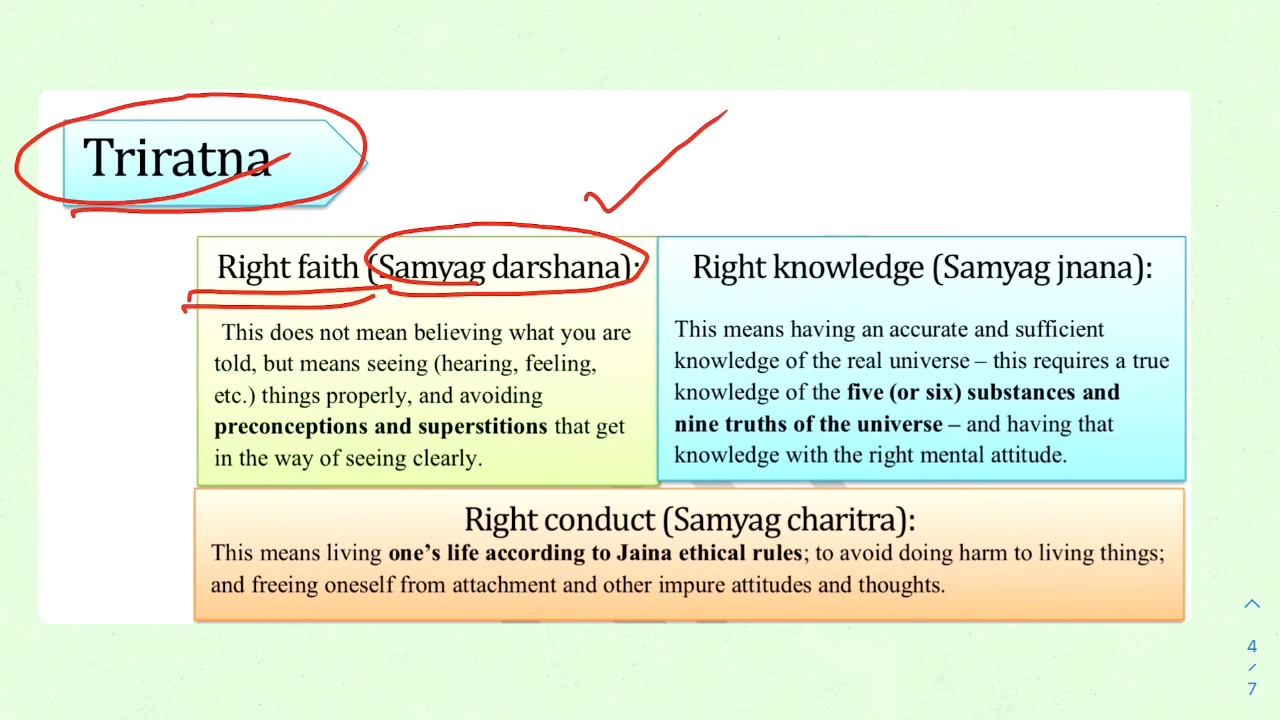 Triratna
Right faith (Samyag darshana):
This does not mean believing what you are
told, but means seeing (hearing, feeling,
etc.) things properly, and avoiding
preconceptions and superstitions that get
in the way of seeing clearly.
Right knowledge (Samyag jnana):
This means having an accurate and sufficient
knowledge of the real universe – this requires a true
knowledge of the five (or six) substances and
nine truths of the universe – and having that
knowledge with the right mental attitude.
Right conduct (Samyag charitra):
This means living one's life according to Jaina ethical rules; to avoid doing harm to living things;
and freeing oneself from attachment and other impure attitudes and thoughts.
4
/
7